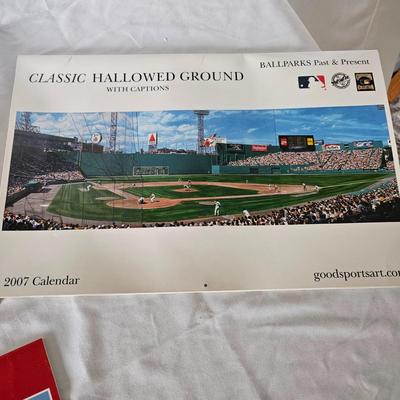 BALLPARKS Past & Present
CLASSIC HALLOWED GROUND
WITH CAPTIONS
2007 Calendar
goodsportsart.com